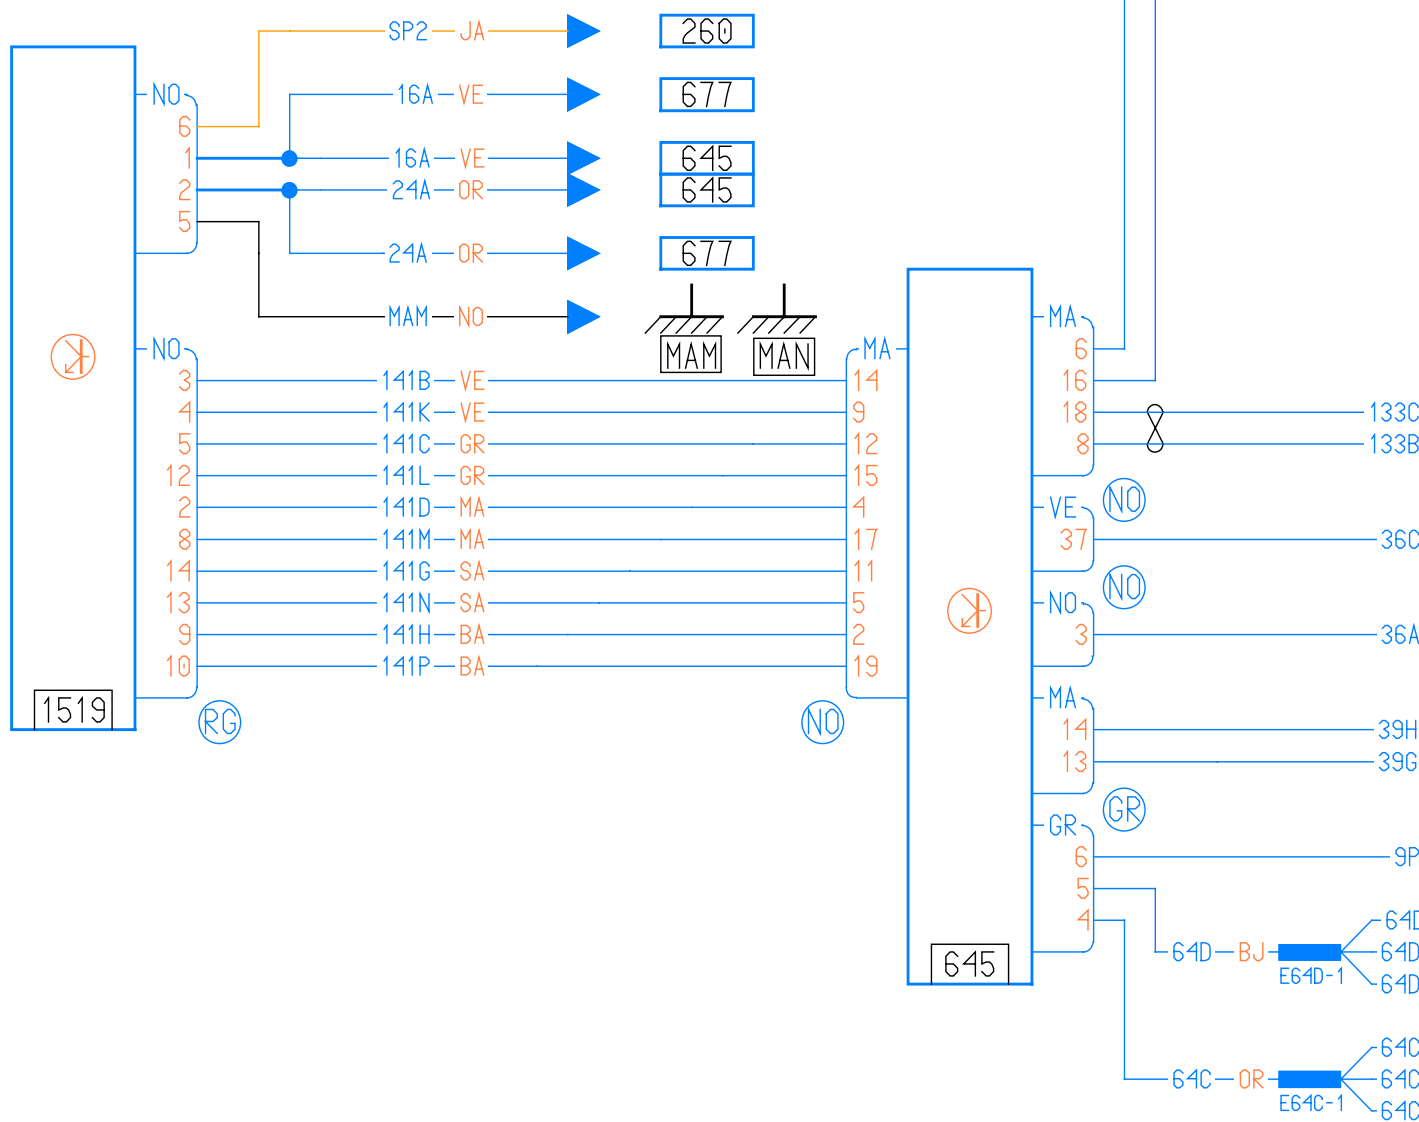 SP2 JA 260
NO 16A VE 677
6
1 16A VE 645
2 24A OR 645
5
24A OR 677
MAM NO
MA
NO MAM MAN MA
6
3 141B VE 14 16
4 141K VE 9 18 133C
5 141C GR 12 8 133B
12 141L GR 15
NO
2 141D MA 4 VE
8 141M MA 17 37 36C
14 141G SA 11
NO
13 141N SA 5 NO
9 141H BA 2 3 36A
10 141P BA 19
MA
1519
RG NO
14 39H
13 39G
GR
GR
6 9P
5
4 64D
645 64D BJ 64D
E64D-1 64D
64C
64C OR 64C
E64C-1 64C